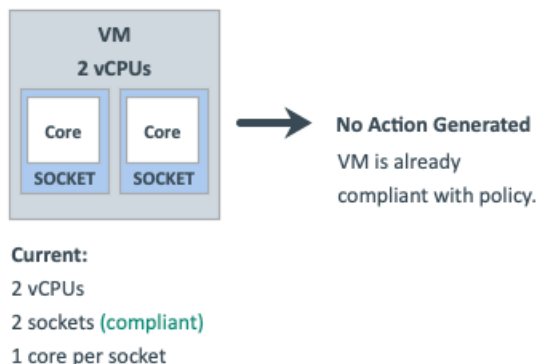 VM
2 vCPUs
Core Core
SOCKET SOCKET
No Action Generated
VM is already
compliant with policy.
Current:
2 vCPUs
2 sockets (compliant)
1 core per socket